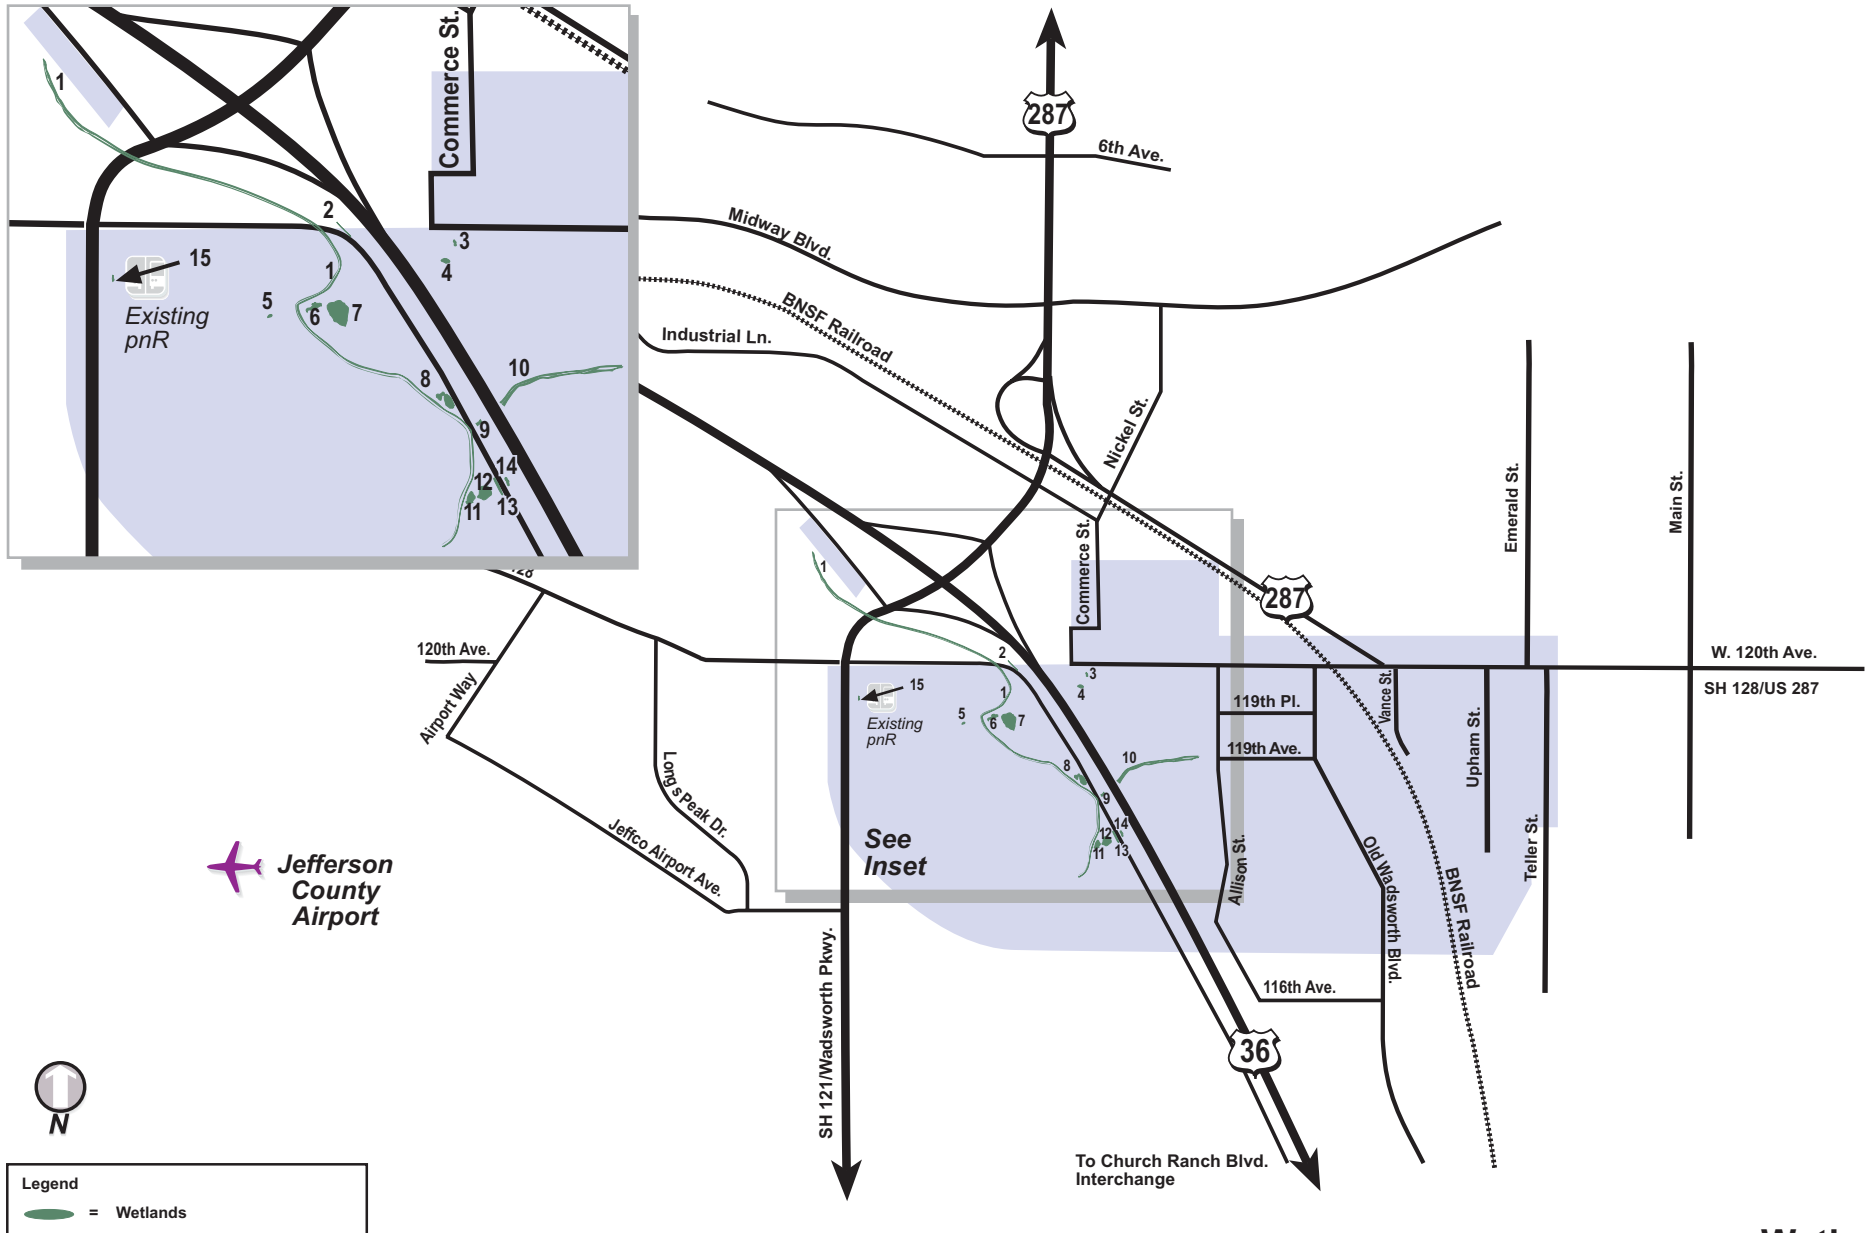 Commerce St.
1
2
3
4
15
1
Existing
pnR
5
6
7
8
10
9
14
12
11
13
287
6th Ave.
Midway Blvd.
BNSF Railroad
Industrial Ln.
Nickel St.
Commerce St.
Emerald St.
Main St.
287
128
120th Ave.
Airport Way
Longs Peak Dr.
Jeffco Airport Ave.
1
2
3
4
15
1
Existing
pnR
5
6
7
8
10
9
14
12
11
13
See
Inset
W. 120th Ave.
SH 128/US 287
119th Pl.
119th Ave.
Vance St.
Upham St.
Teller St.
Allison St.
Old Wadsworth Blvd.
BNSF Railroad
116th Ave.
Jefferson
County
Airport
SH 121/Wadsworth Pkwy.
36
To Church Ranch Blvd.
Interchange
N
Legend
= Wetlands